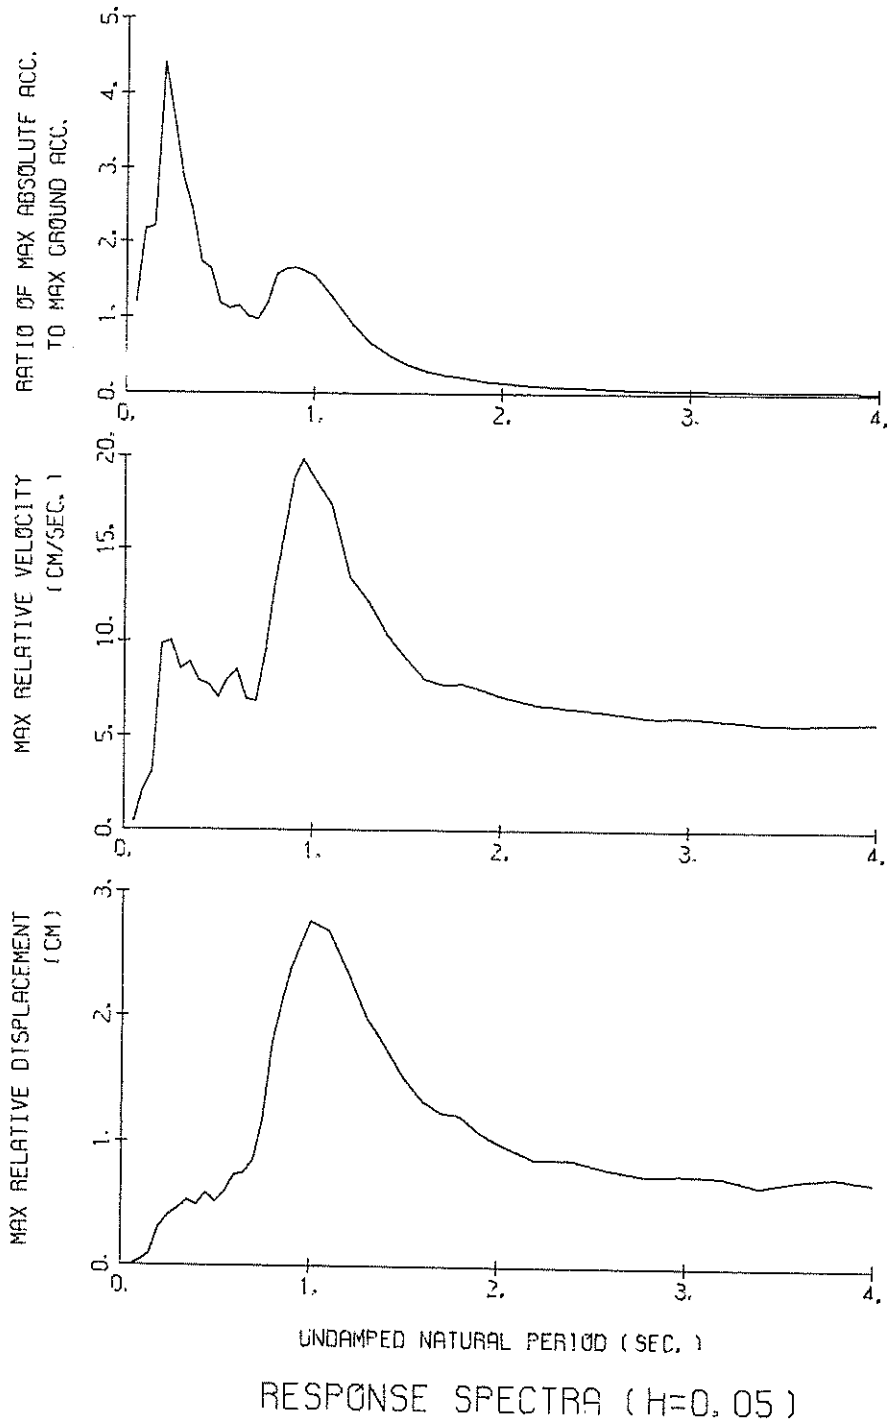 RATIO OF MAX ABSOLUTE ACC.
TO MAX GROUND ACC.
5.
4.
3.
2.
1.
0.
0. 1. 2. 3. 4.
MAX RELATIVE VELOCITY
(CM/SEC.)
20.
15.
10.
5.
0.
0. 1. 2. 3. 4.
MAX RELATIVE DISPLACEMENT
(CM)
3.
2.
1.
0.
0. 1. 2. 3. 4.
UNDAMPED NATURAL PERIOD (SEC.)
RESPONSE SPECTRA (H=0.05)